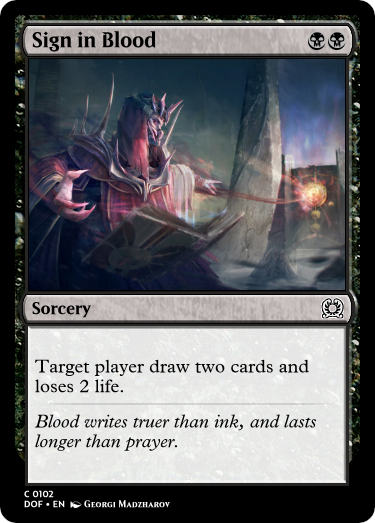 Sign in Blood
Sorcery
Target player draw two cards and
loses 2 life.
Blood writes truer than ink, and lasts
longer than prayer.
C 0102
DOF • EN Georgi Madzharov